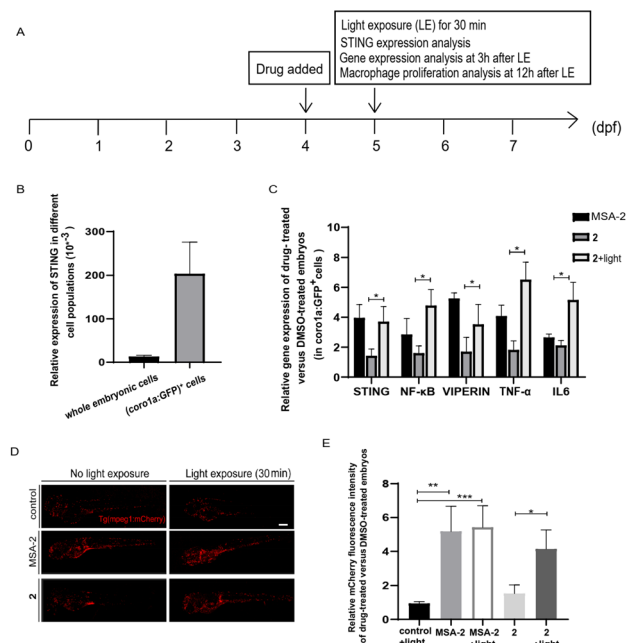 A
Drug added
Light exposure (LE) for 30 min
STING expression analysis
Gene expression analysis at 3h after LE
Macrophage proliferation analysis at 12h after LE
0 1 2 3 4 5 6 7
(dpf)
B
Relative expression of STING in different
cell populations (10^-3)
300
200
100
0
whole embryonic cells
(coro1a:GFP)+ cells
C
Relative gene expression of drug- treated
versus DMSO-treated embryos
(in coro1a:GFP+cells)
10
8
6
4
2
0
* * * * *
STING NF-κB VIPERIN TNF-α IL6
MSA-2
2
2+light
D
No light exposure
Light exposure (30min)
control
Tg(mpeg1:mCherry)
MSA-2
2
E
Relative mCherry fluorescence intensity
of drug-treated versus DMSO-treated embryos
8
6
4
2
0
**
***
*
control
+light
MSA-2
MSA-2
+light
2
2
+light